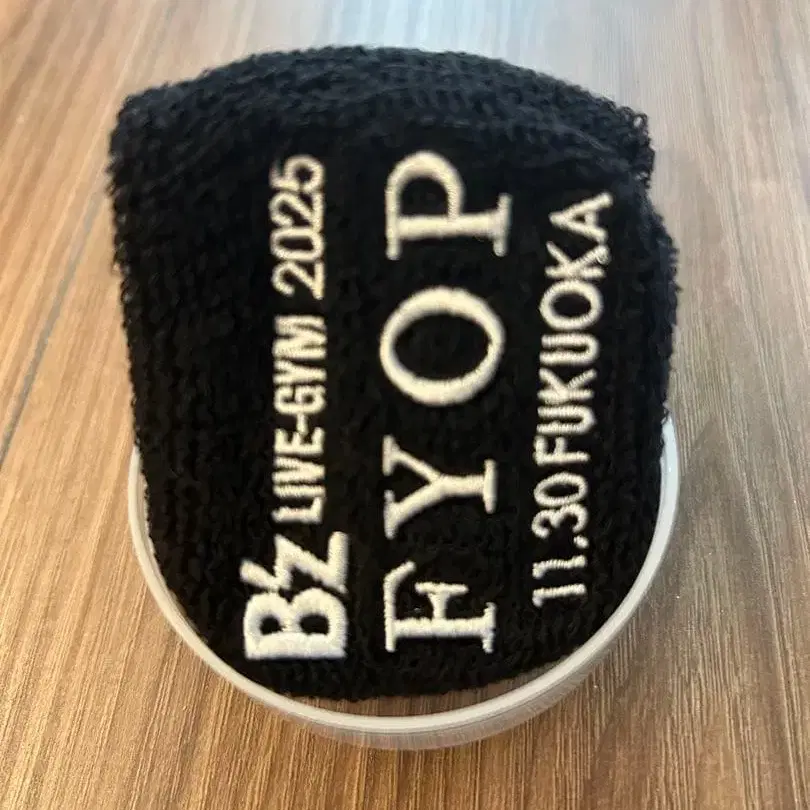 B'z LIVE-GYM 2025
FYOP
11.30 FUKUOKA